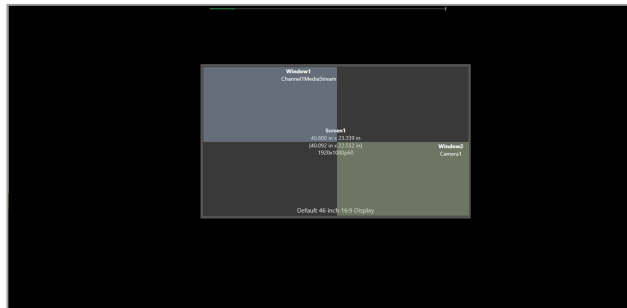 Window1
Channel1MediaStream
Screen1
40.800 in x 23.339 in
[40.092 in x 22.552 in]
1920x1080p60
Window2
Camera1
Default 46 inch 16:9 Display